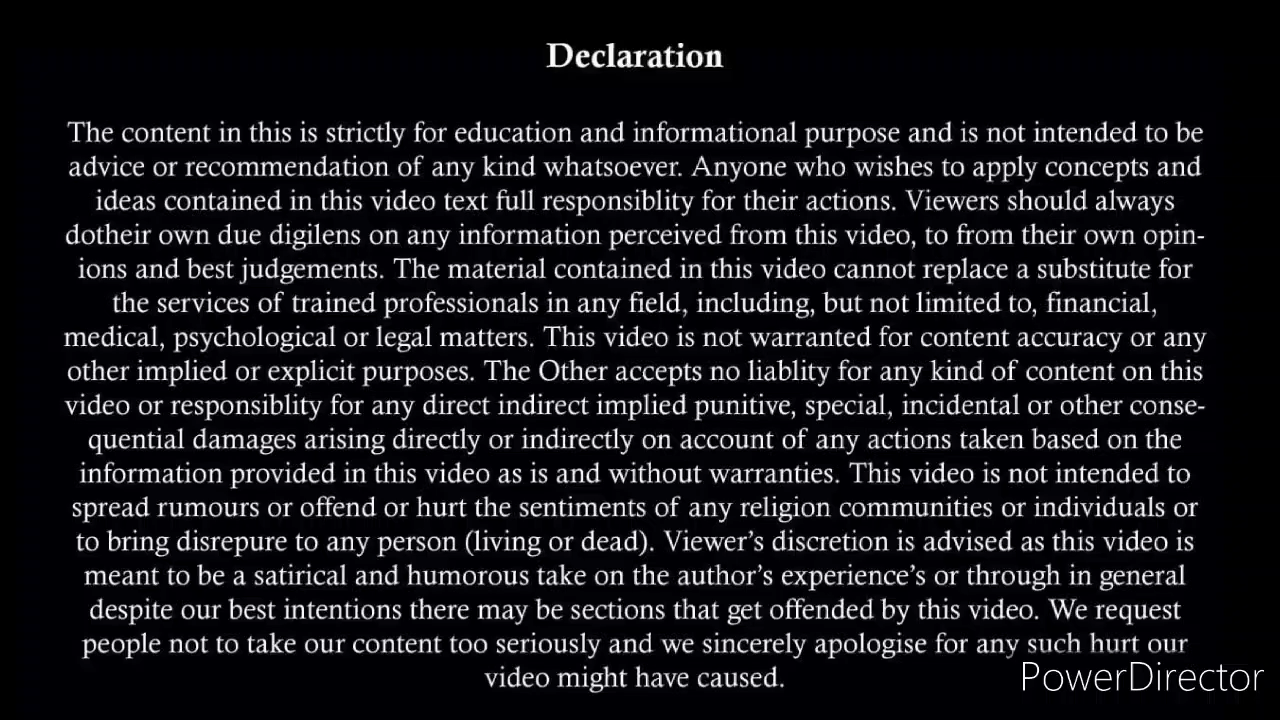 Declaration
The content in this is strictly for education and informational purpose and is not intended to be
advice or recommendation of any kind whatsoever. Anyone who wishes to apply concepts and
ideas contained in this video text full responsiblity for their actions. Viewers should always
dotheir own due digilens on any information perceived from this video, to from their own opin-
ions and best judgements. The material contained in this video cannot replace a substitute for
the services of trained professionals in any field, including, but not limited to, financial,
medical, psychological or legal matters. This video is not warranted for content accuracy or any
other implied or explicit purposes. The Other accepts no liablity for any kind of content on this
video or responsiblity for any direct indirect implied punitive, special, incidental or other conse-
quential damages arising directly or indirectly on account of any actions taken based on the
information provided in this video as is and without warranties. This video is not intended to
spread rumours or offend or hurt the sentiments of any religion communities or individuals or
to bring disrepure to any person (living or dead). Viewer's discretion is advised as this video is
meant to be a satirical and humorous take on the author's experience's or through in general
despite our best intentions there may be sections that get offended by this video. We request
people not to take our content too seriously and we sincerely apologise for any such hurt our
video might have caused.
PowerDirector